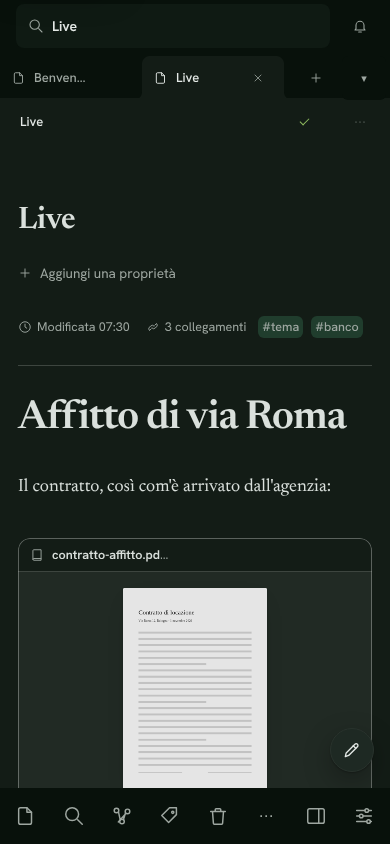 Live
Benven...
Live
Live
Live
Aggiungi una proprietà
Modificata 07:30
3 collegamenti
#tema
#banco
Affitto di via Roma
Il contratto, così com'è arrivato dall'agenzia:
contratto-affitto.pd...
Contratto di locazione